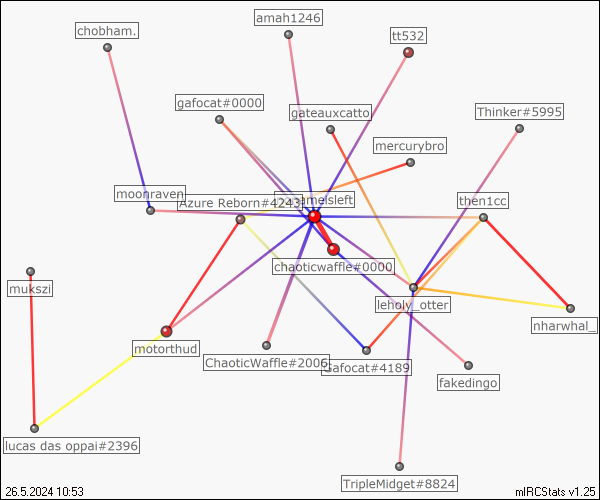 amah1246
chobham.
tt532
gafocat#0000
gateauxcatto
Thinker#5995
mercurybro
moonraven
Azure Reborn#4243
meisleft
then1cc
chaoticwaffle#0000
mukszi
leholy_otter
nharwhal_
motorthud
ChaoticWaffle#2006
Gafocat#4189
fakedingo
lucas das oppai#2396
TripleMidget#8824
26.5.2024 10:53
mIRCStats v1.25